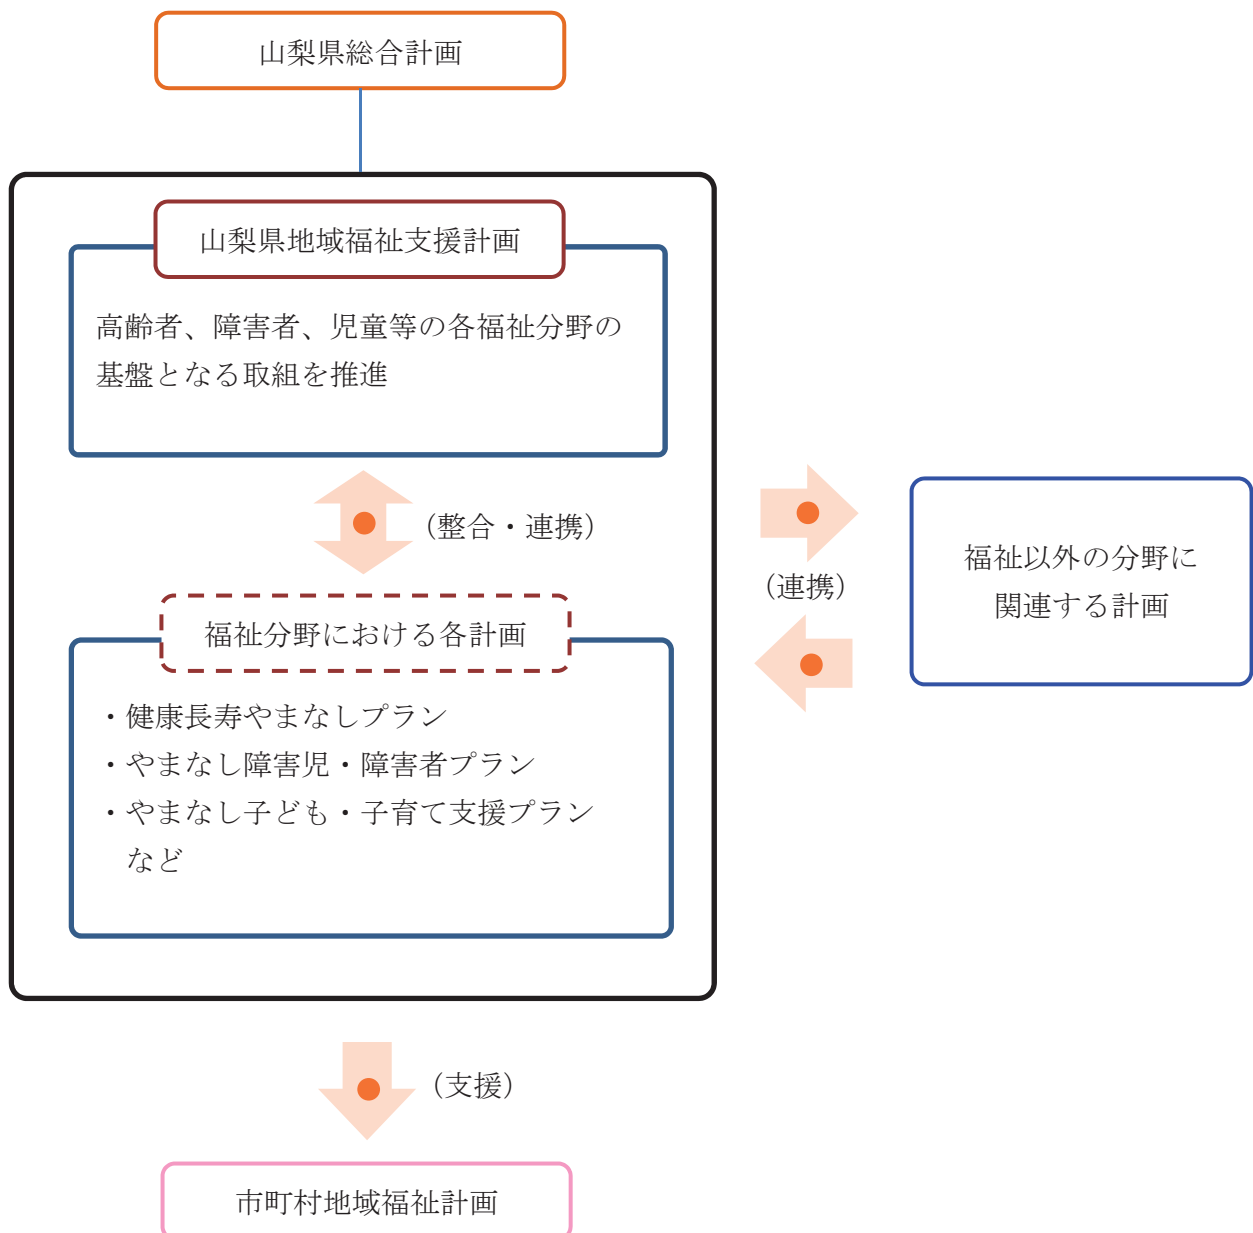 山梨県総合計画
山梨県地域福祉支援計画
高齢者、障害者、児童等の各福祉分野の
基盤となる取組を推進
（整合・連携）
福祉分野における各計画
・健康長寿やまなしプラン
・やまなし障害児・障害者プラン
・やまなし子ども・子育て支援プラン
など
（連携）
福祉以外の分野に
関連する計画
（支援）
市町村地域福祉計画